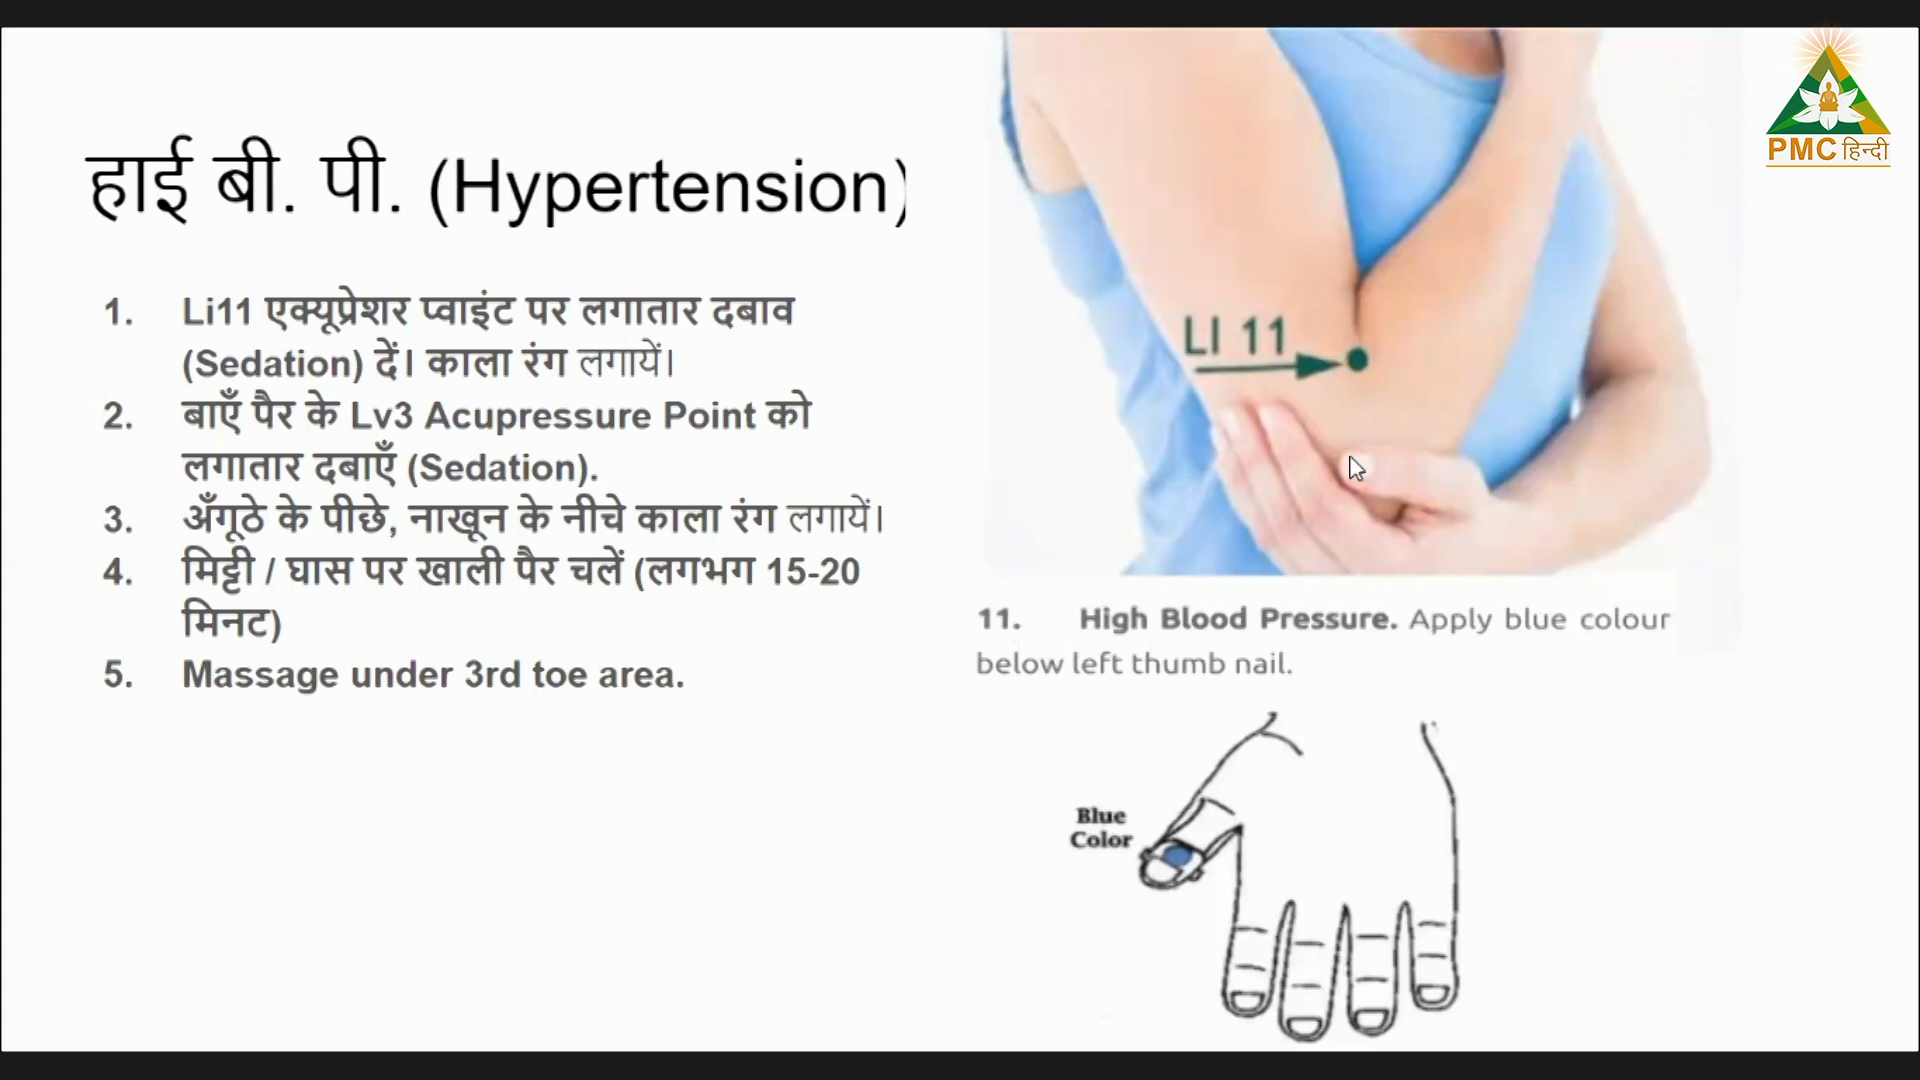 PMC हिन्दी
हाई बी. पी. (Hypertension)
1. Li11 एक्यूप्रेशर प्वाइंट पर लगातार दबाव
(Sedation) दें। काला रंग लगायें।
2. बाएँ पैर के Lv3 Acupressure Point को
लगातार दबाएँ (Sedation).
3. अँगूठे के पीछे, नाखून के नीचे काला रंग लगायें।
4. मिट्टी / घास पर खाली पैर चलें (लगभग 15-20
मिनट)
5. Massage under 3rd toe area.
LI 11
11. High Blood Pressure. Apply blue colour
below left thumb nail.
Blue
Color